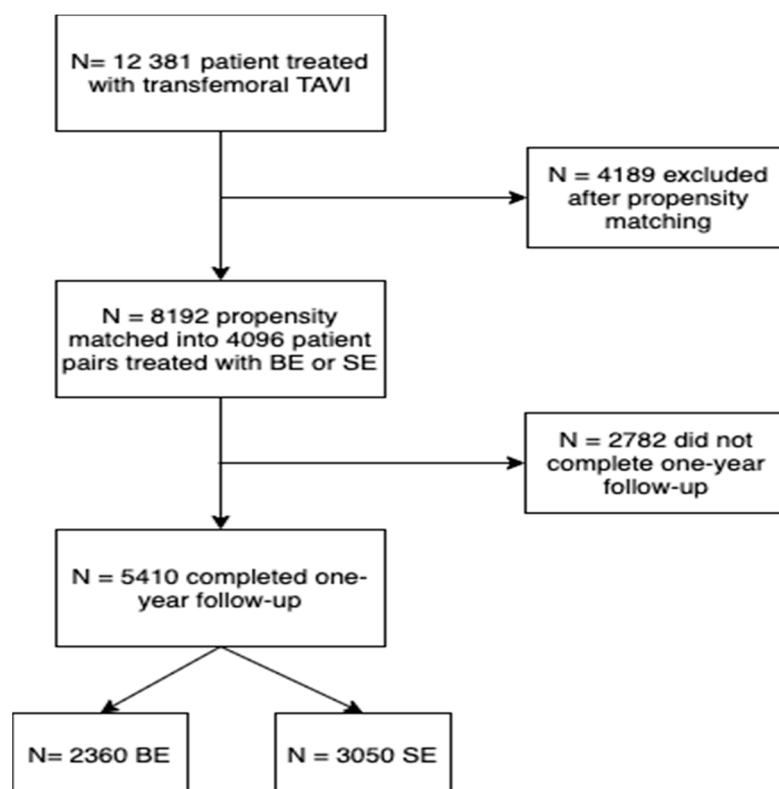 N= 12 381 patient treated
with transfemoral TAVI
N = 4189 excluded
after propensity
matching
N = 8192 propensity
matched into 4096 patient
pairs treated with BE or SE
N = 2782 did not
complete one-year
follow-up
N = 5410 completed one-
year follow-up
N= 2360 BE
N = 3050 SE